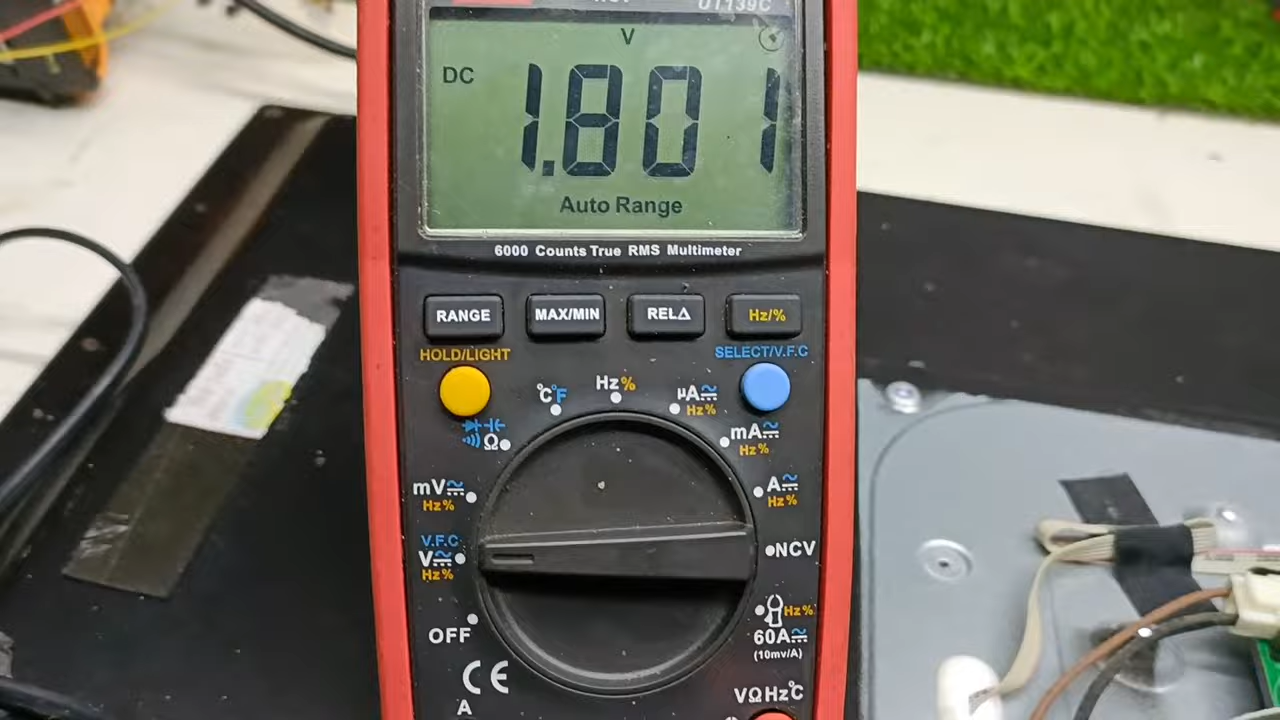 UT139C
V
DC
1.801
Auto Range
6000 Counts True RMS Multimeter
RANGE
MAX/MIN
REL△
Hz/%
HOLD/LIGHT
SELECT/V.F.C
℃℉
Hz%
µA
Hz%
mA
Hz%
Ω
mV
Hz%
A
Hz%
V.F.C
V
Hz%
NCV
OFF
Hz%
60A
(10mv/A)
CE
A
VΩHz℃